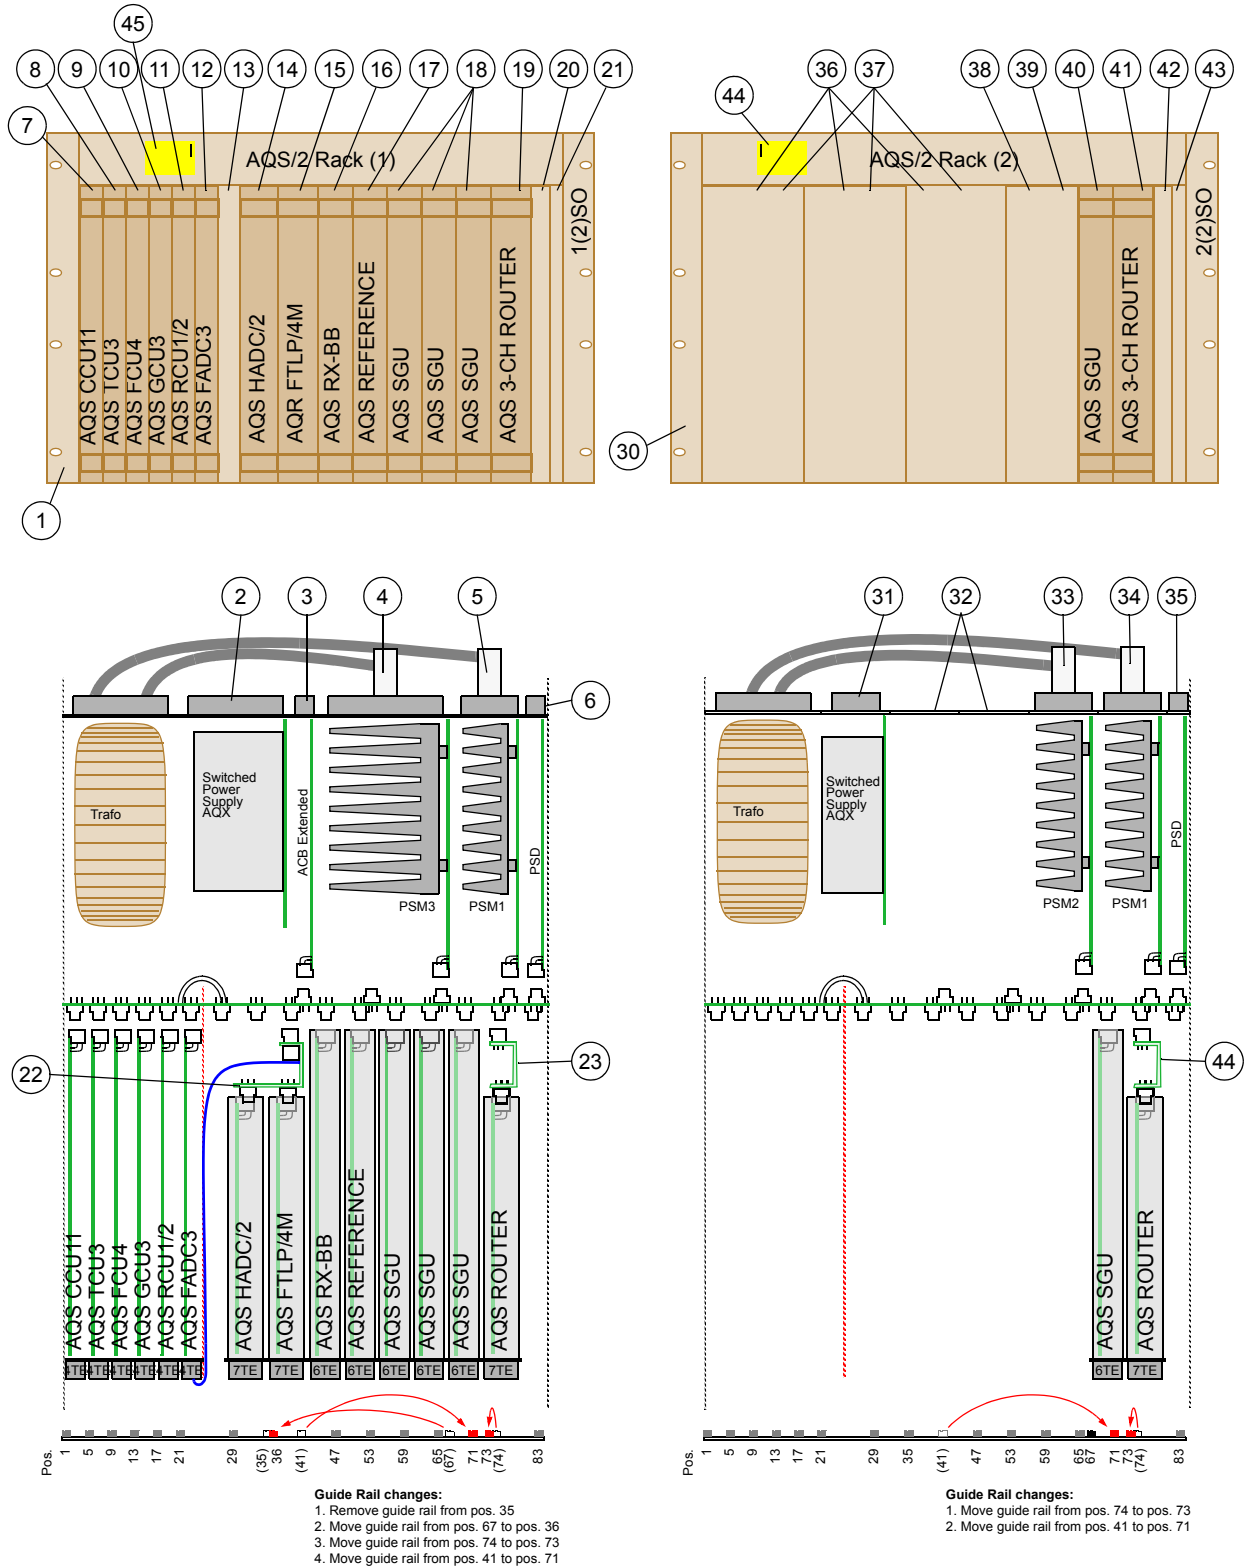 45
8 9 10 11 12 13 14 15 16 17 18 19 20 21
7
AQS/2 Rack (1)
1(2)SO
AQS CCU11
AQS TCU3
AQS FCU4
AQS GCU3
AQS RCU1/2
AQS FADC3
AQS HADC/2
AQR FTLP/4M
AQS RX-BB
AQS REFERENCE
AQS SGU
AQS SGU
AQS SGU
AQS 3-CH ROUTER
1
36 37 38 39 40 41 42 43
44
AQS/2 Rack (2)
2(2)SO
AQS SGU
AQS 3-CH ROUTER
30
2 3 4 5
6
Trafo
Switched
Power
Supply
AQX
ACB Extended
PSM3
PSM1
PSD
22
23
AQS CCU11
AQS TCU3
AQS FCU4
AQS GCU3
AQS RCU1/2
AQS FADC3
AQS HADC/2
AQS FTLP/4M
AQS RX-BB
AQS REFERENCE
AQS SGU
AQS SGU
AQS SGU
AQS ROUTER
4TE 4TE 4TE 4TE 4TE 4TE 7TE 7TE 6TE 6TE 6TE 6TE 6TE 7TE
Pos. 1 5 9 13 17 21 29 (35) 36 (41) 47 53 59 65 (67) 71 73 (74) 83
Guide Rail changes:
1. Remove guide rail from pos. 35
2. Move guide rail from pos. 67 to pos. 36
3. Move guide rail from pos. 74 to pos. 73
4. Move guide rail from pos. 41 to pos. 71
31 32 33 34 35
Trafo
Switched
Power
Supply
AQX
PSM2
PSM1
PSD
44
AQS SGU
AQS ROUTER
6TE 7TE
Pos. 1 5 9 13 17 21 29 35 (41) 47 53 59 65 67 71 73 (74) 83
Guide Rail changes:
1. Move guide rail from pos. 74 to pos. 73
2. Move guide rail from pos. 41 to pos. 71